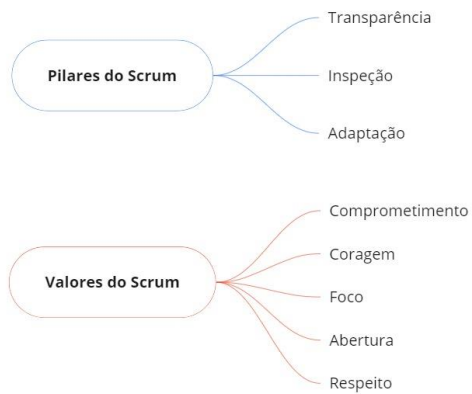 Pilares do Scrum
Transparência
Inspeção
Adaptação
Valores do Scrum
Comprometimento
Coragem
Foco
Abertura
Respeito